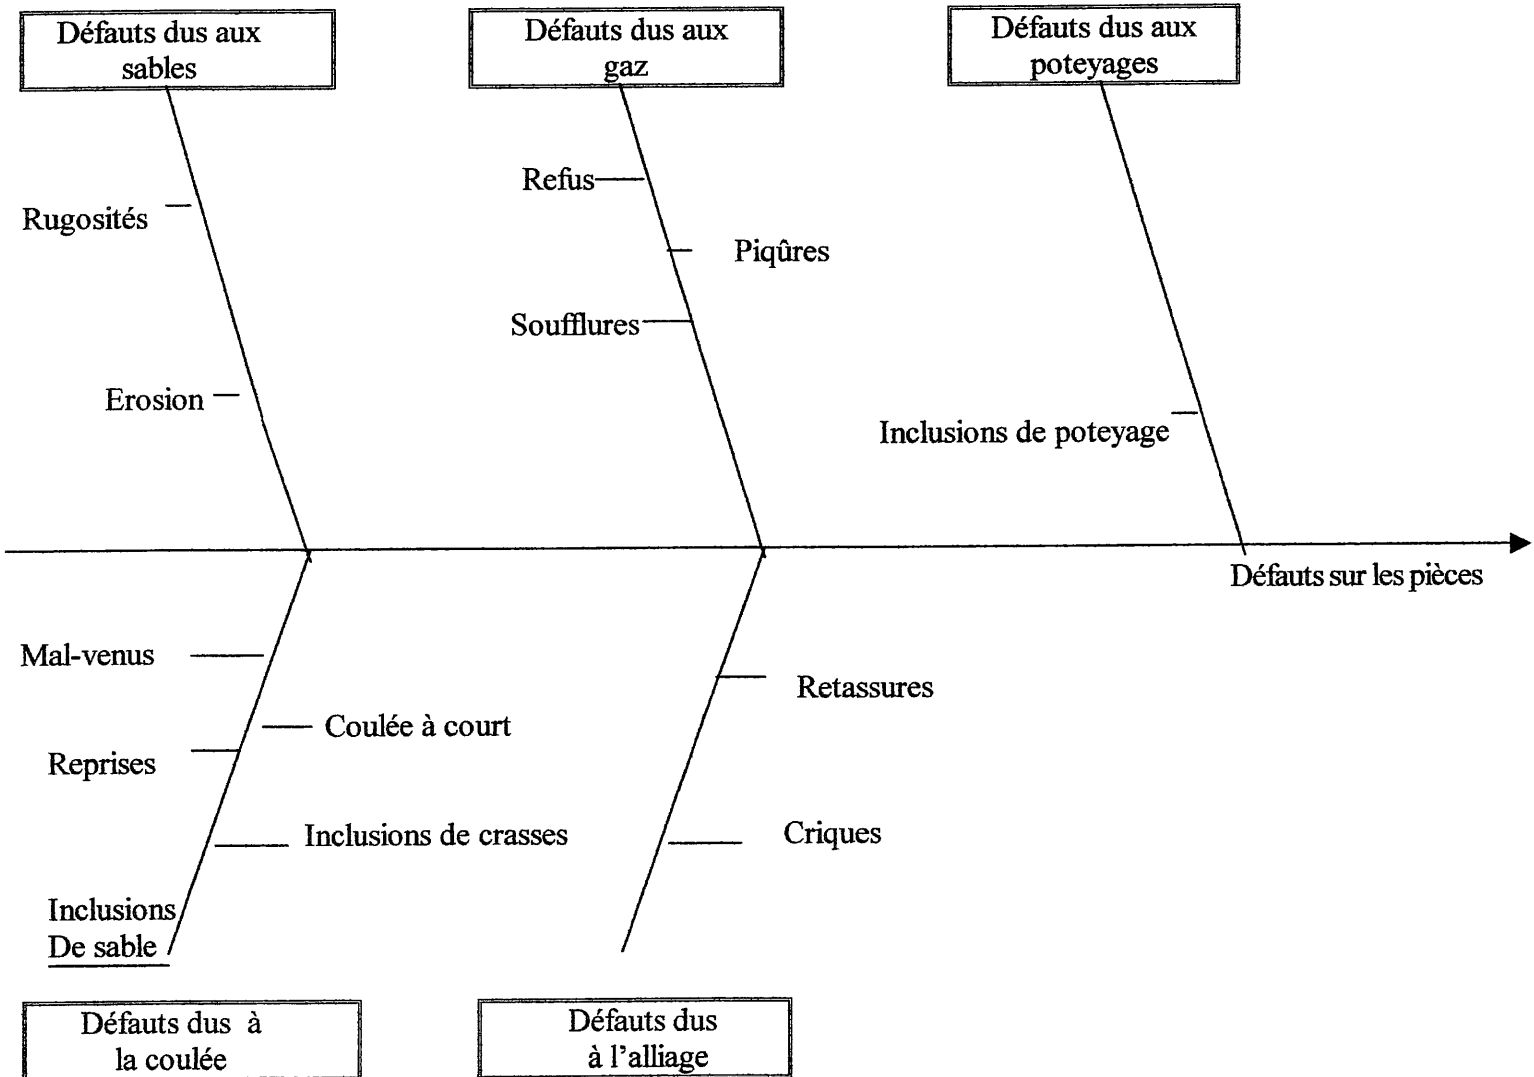 Défauts dus aux
sables
Défauts dus aux
gaz
Défauts dus aux
poteyages
Refus
Rugosités
Piqûres
Soufflures
Erosion
Inclusions de poteyage
Défauts sur les pièces
Mal-venus
Retassures
Coulée à court
Reprises
Inclusions de crasses
Criques
Inclusions
De sable
Défauts dus à
la coulée
Défauts dus
à l'alliage